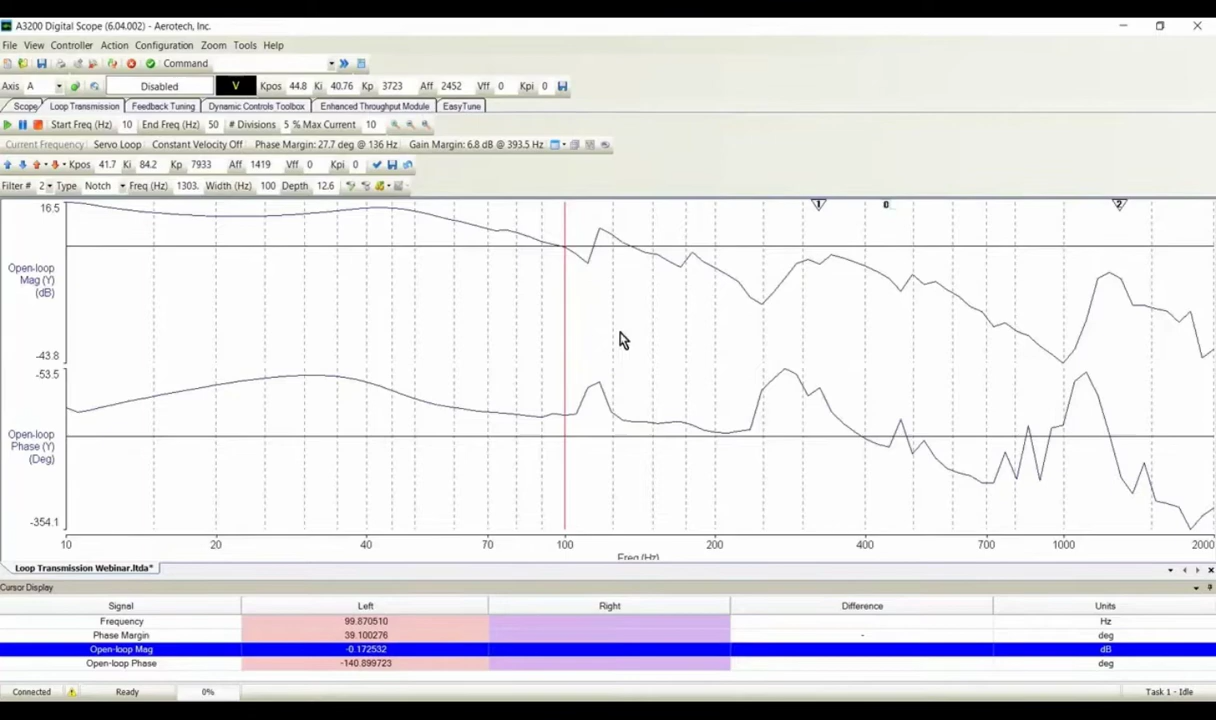 A3200 Digital Scope (6.04.002) - Aerotech, Inc.
File View Controller Action Configuration Zoom Tools Help
Command
Axis A Disabled V Kpos 44.8 Ki 40.76 Kp 3723 Aff 2452 Vff 0 Kpi 0
Scope Loop Transmission Feedback Tuning Dynamic Controls Toolbox Enhanced Throughput Module EasyTune
Start Freq (Hz) 10 End Freq (Hz) 50 # Divisions 5 % Max Current 10
Current Frequency: Servo Loop Constant Velocity Off Phase Margin: 27.7 deg @ 136 Hz Gain Margin: 6.8 dB @ 393.5 Hz
Kpos 41.7 Ki 84.2 Kp 7933 Aff 1419 Vff 0 Kpi 0
Filter # 2 Type Notch Freq (Hz) 1303. Width (Hz) 100 Depth 12.6
1 0 2
16.5
Open-loop
Mag (Y)
(dB)
-43.8
-53.5
Open-loop
Phase (Y)
(Deg)
-354.1
10 20 40 70 100 200 400 700 1000 2000
Freq (Hz)
Loop Transmission Webinar.ltda*
Cursor Display
Signal Left Right Difference Units
Frequency 99.870510 Hz
Phase Margin 39.100276 - deg
Open-loop Mag -0.172532 dB
Open-loop Phase -140.899723 deg
Connected Ready 0% Task 1 - Idle